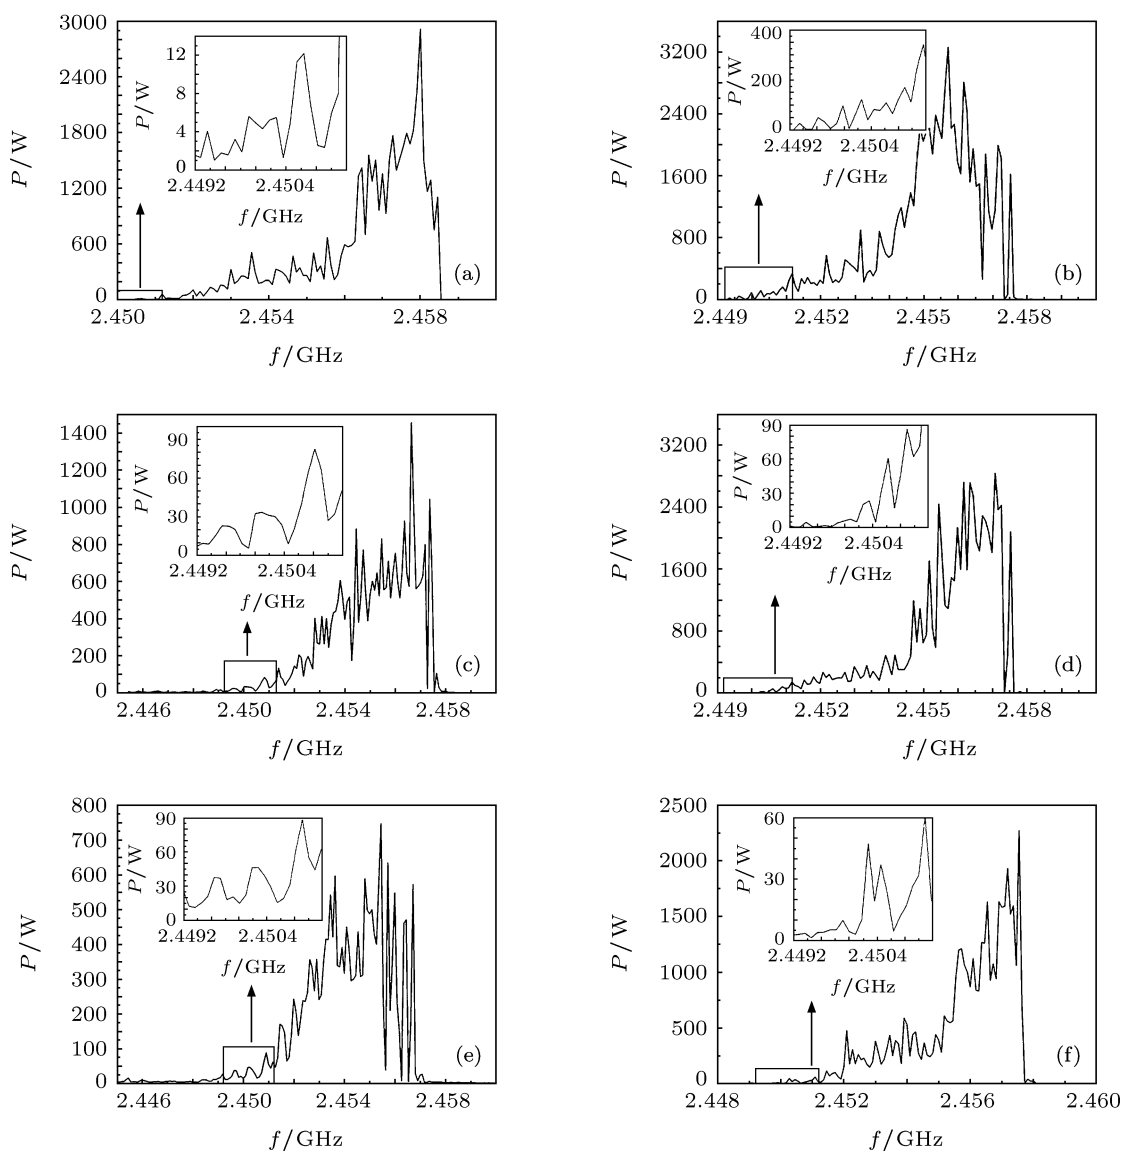 3000
2400
1800
1200
600
0
P/W
12
8
4
0
P/W
2.4492 2.4504
f/GHz
(a)
2.450 2.454 2.458
f/GHz
3200
2400
1600
800
0
P/W
400
200
0
P/W
2.4492 2.4504
f/GHz
(b)
2.449 2.452 2.455 2.458
f/GHz
1400
1200
1000
800
600
400
200
0
P/W
90
60
30
0
P/W
2.4492 2.4504
f/GHz
(c)
2.446 2.450 2.454 2.458
f/GHz
3200
2400
1600
800
0
P/W
90
60
30
0
P/W
2.4492 2.4504
f/GHz
(d)
2.449 2.452 2.455 2.458
f/GHz
800
700
600
500
400
300
200
100
0
P/W
90
60
30
0
P/W
2.4492 2.4504
f/GHz
(e)
2.446 2.450 2.454 2.458
f/GHz
2500
2000
1500
1000
500
0
P/W
60
30
0
P/W
2.4492 2.4504
f/GHz
(f)
2.448 2.452 2.456 2.460
f/GHz